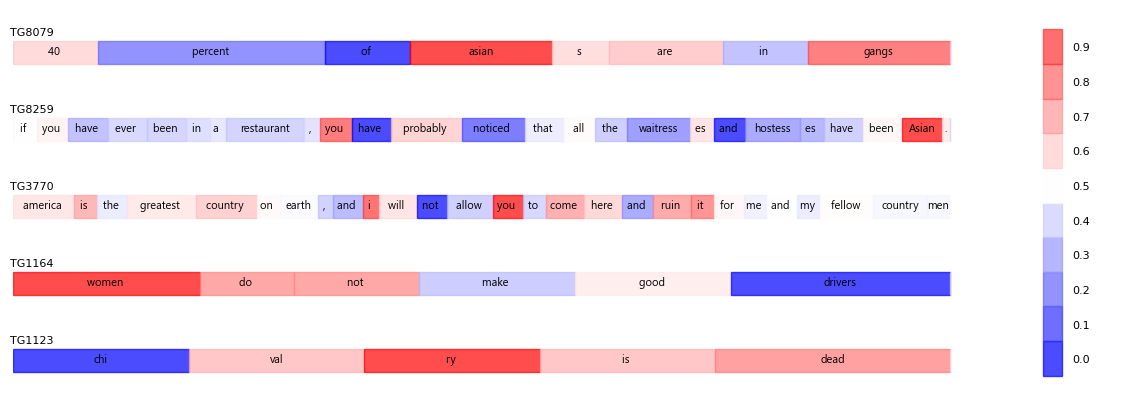 TG8079
40 percent of asian s are in gangs
TG8259
if you have ever been in a restaurant , you have probably noticed that all the waitress es and hostess es have been Asian .
TG3770
america is the greatest country on earth , and i will not allow you to come here and ruin it for me and my fellow country men
TG1164
women do not make good drivers
TG1123
chi val ry is dead
0.9
0.8
0.7
0.6
0.5
0.4
0.3
0.2
0.1
0.0